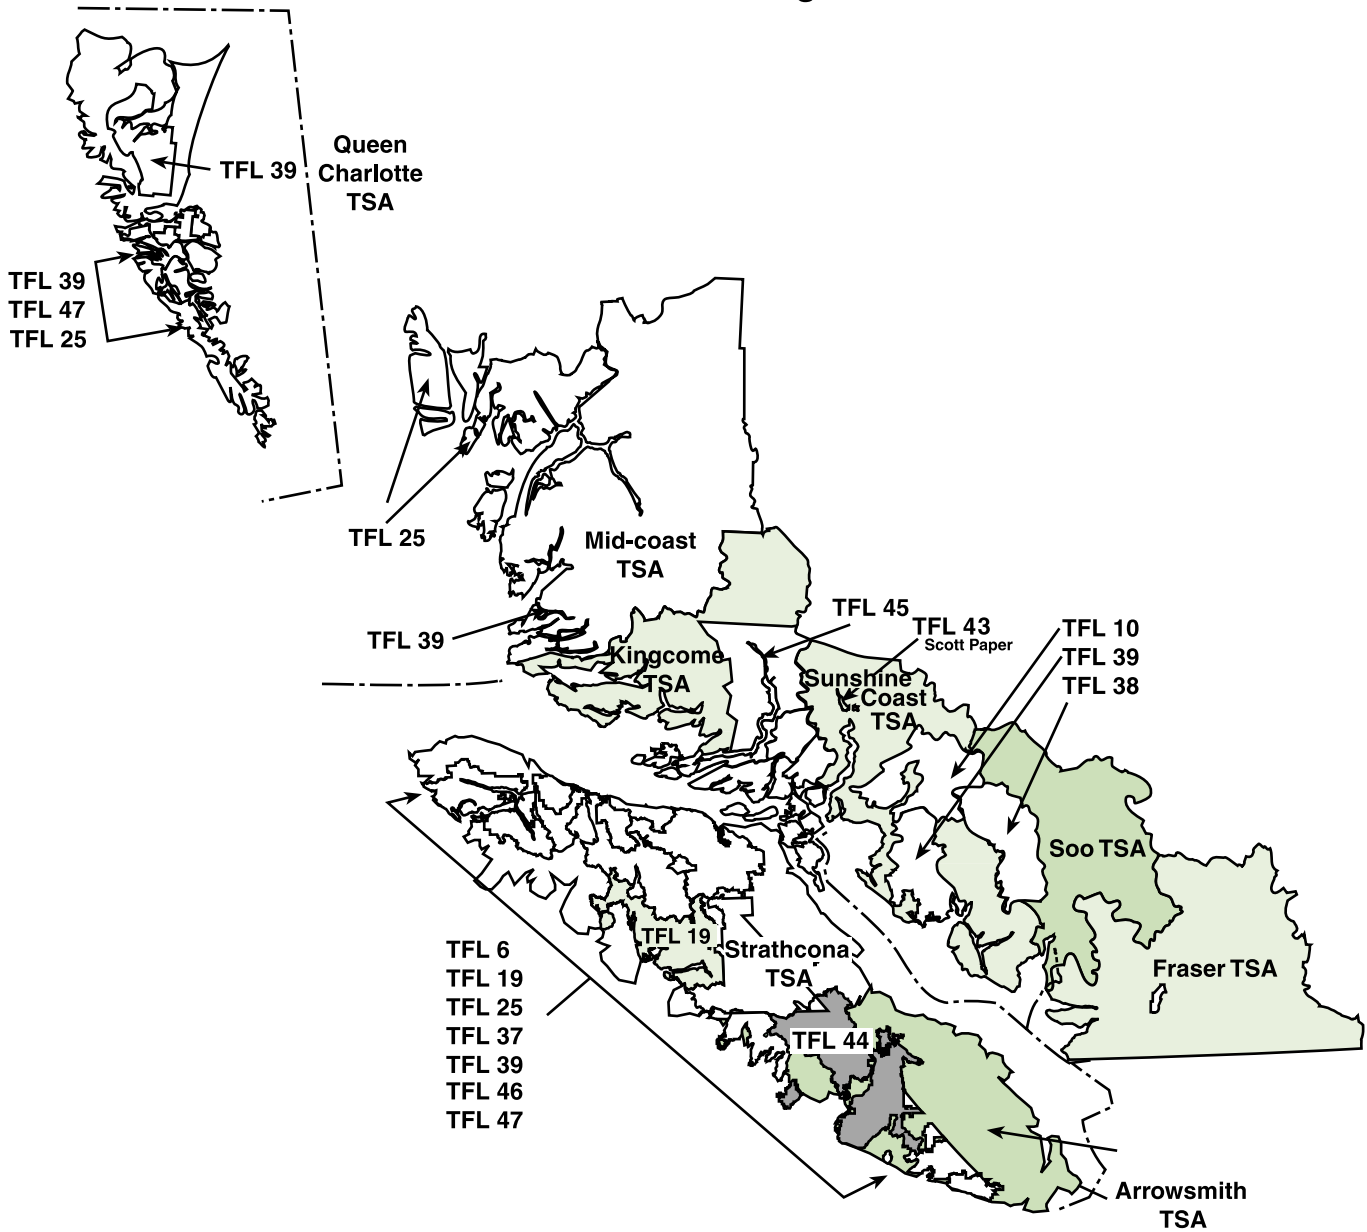 Queen
Charlotte
TSA
TFL 39
TFL 39
TFL 47
TFL 25
TFL 25
Mid-coast
TSA
TFL 39
Kingcome
TSA
TFL 45
TFL 43
Scott Paper
Sunshine
Coast
TSA
TFL 10
TFL 39
TFL 38
Soo TSA
Fraser TSA
TFL 19
Strathcona
TSA
TFL 6
TFL 19
TFL 25
TFL 37
TFL 39
TFL 46
TFL 47
TFL 44
Arrowsmith
TSA